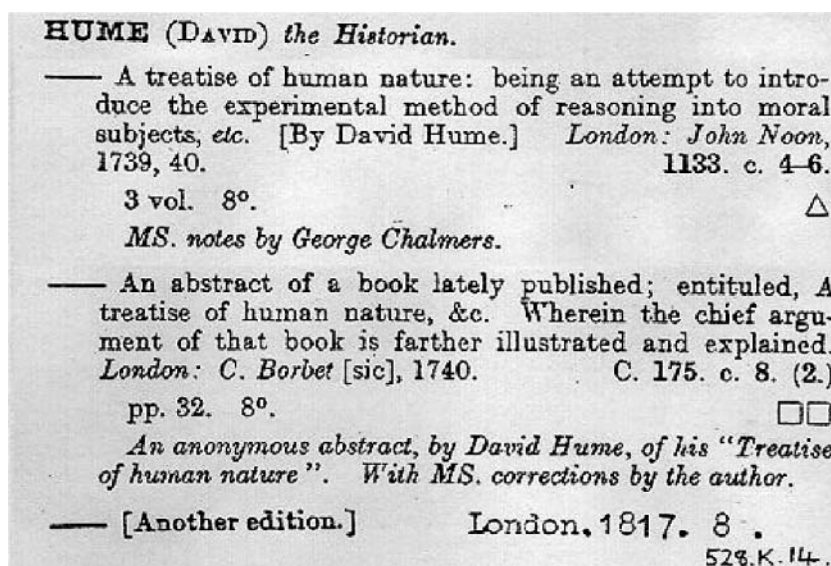 HUME (DAVID) the Historian.
—— A treatise of human nature: being an attempt to intro-
duce the experimental method of reasoning into moral
subjects, etc. [By David Hume.] London: John Noon,
1739, 40. 1133. c. 4–6.
3 vol. 8º. △
MS. notes by George Chalmers.
—— An abstract of a book lately published; entituled, A
treatise of human nature, &c. Wherein the chief argu-
ment of that book is farther illustrated and explained.
London: C. Borbet [sic], 1740. C. 175. c. 8. (2.)
pp. 32. 8º. □□
An anonymous abstract, by David Hume, of his "Treatise
of human nature". With MS. corrections by the author.
—— [Another edition.] London. 1817. 8 .
528.K.14.